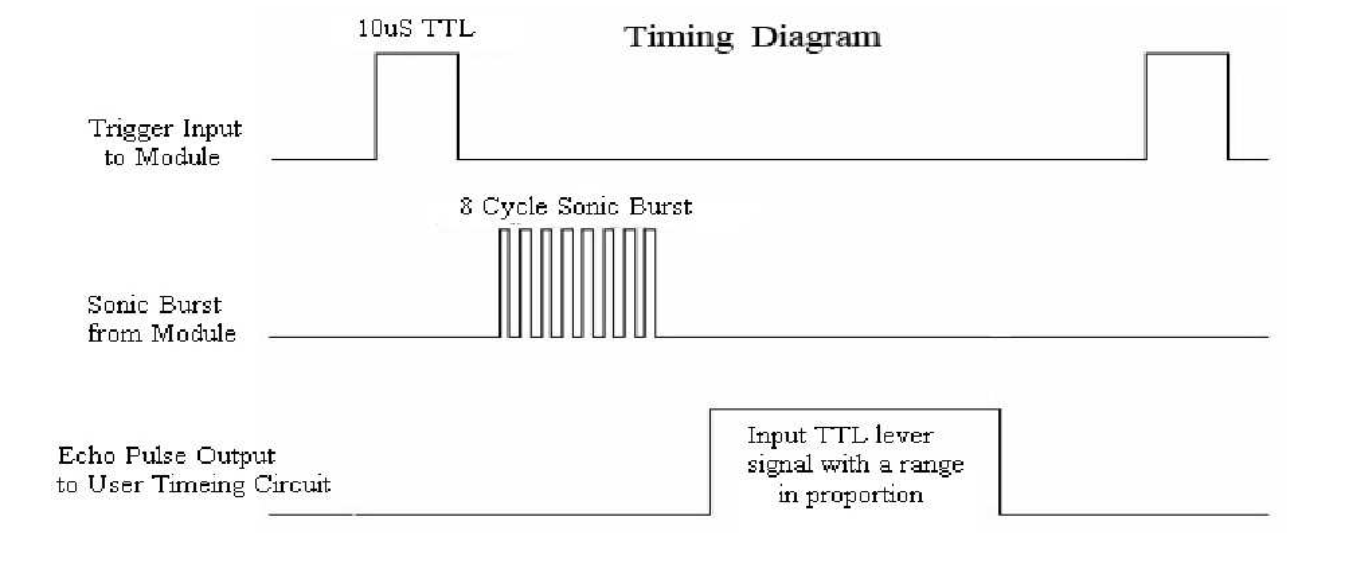 10uS TTL
Timing Diagram
Trigger Input
to Module
8 Cycle Sonic Burst
Sonic Burst
from Module
Input TTL lever
signal with a range
in proportion
Echo Pulse Output
to User Timeing Circuit